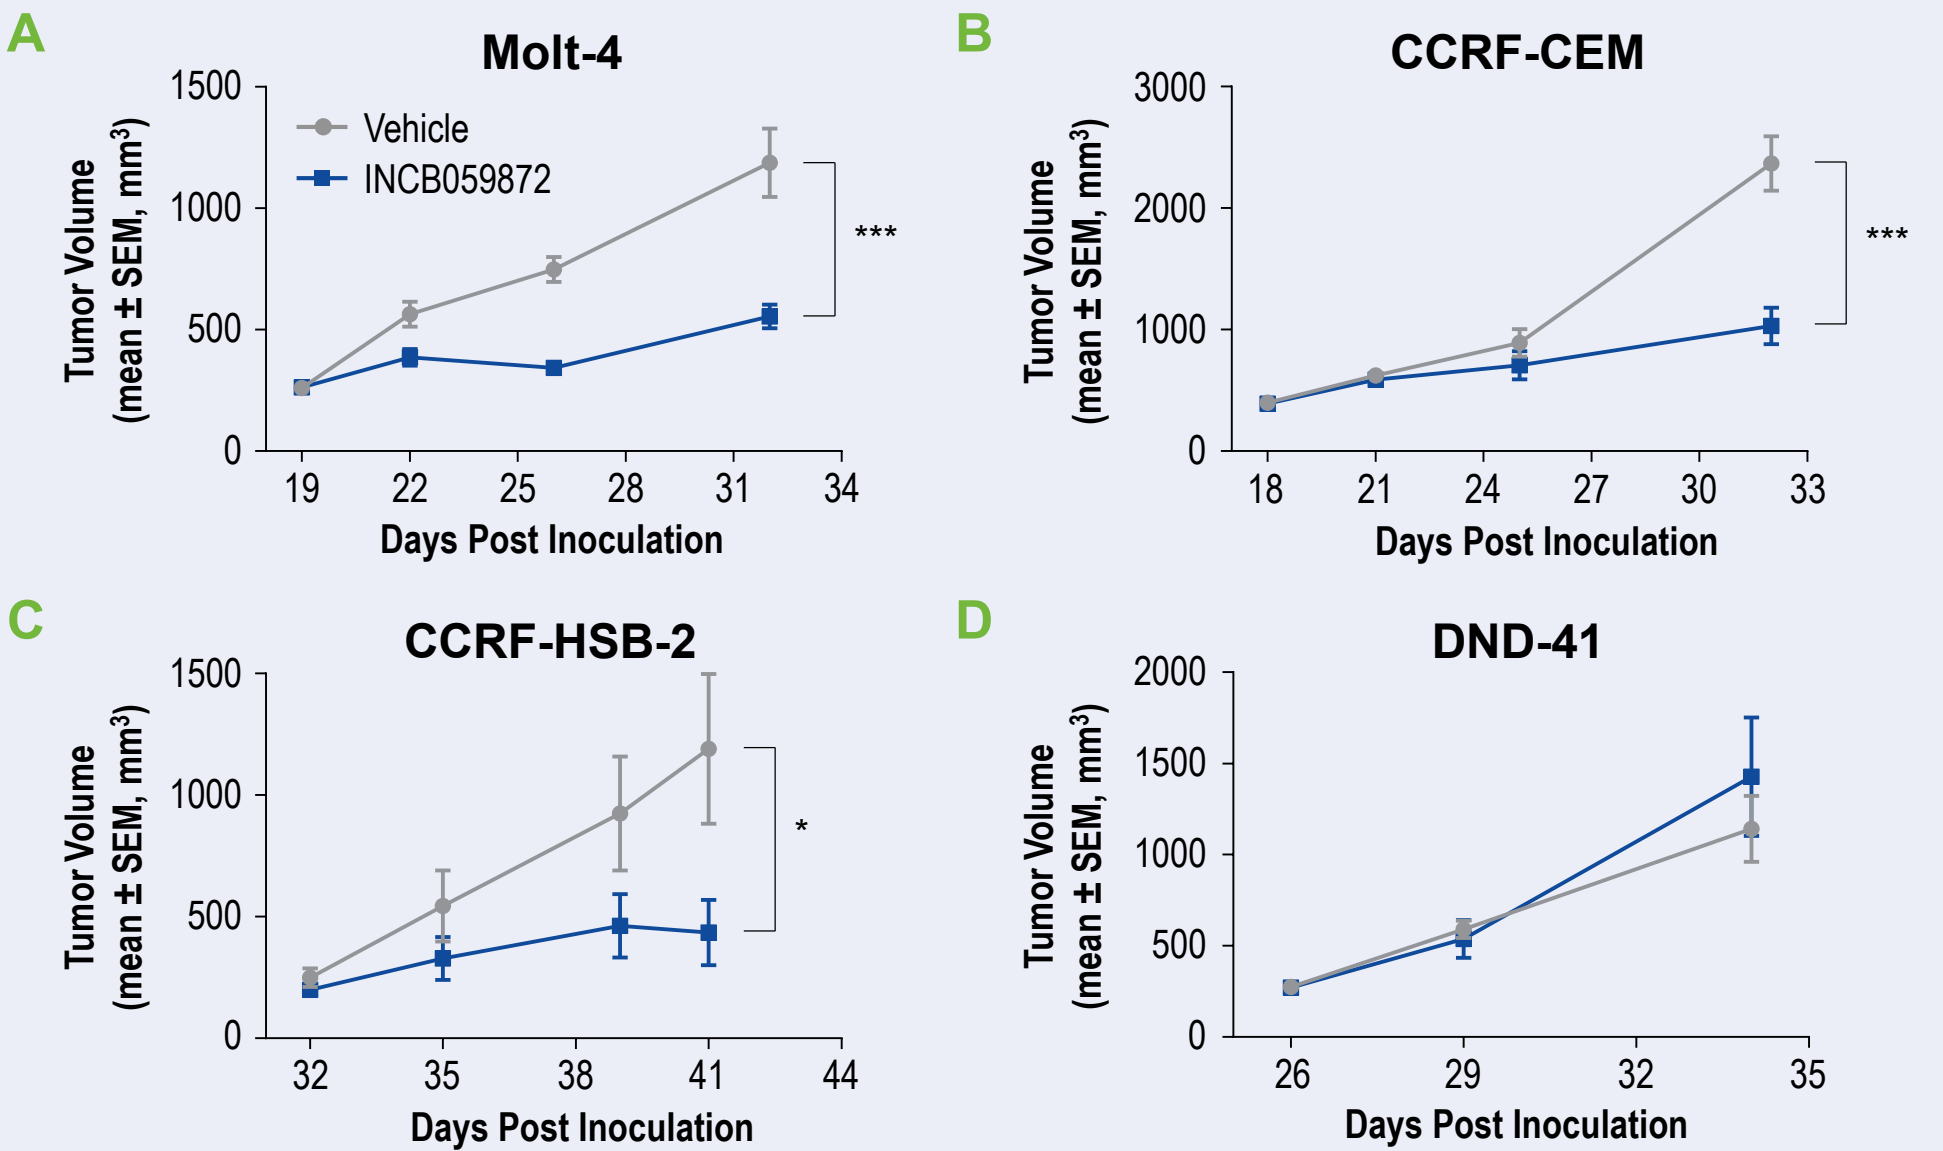 A
Molt-4
1500
1000
500
0
Vehicle
INCB059872
***
19 22 25 28 31 34
Days Post Inoculation
Tumor Volume
(mean ± SEM, mm³)
B
CCRF-CEM
3000
2000
1000
0
***
18 21 24 27 30 33
Days Post Inoculation
Tumor Volume
(mean ± SEM, mm³)
C
CCRF-HSB-2
1500
1000
500
0
*
32 35 38 41 44
Days Post Inoculation
Tumor Volume
(mean ± SEM, mm³)
D
DND-41
2000
1500
1000
500
0
26 29 32 35
Days Post Inoculation
Tumor Volume
(mean ± SEM, mm³)